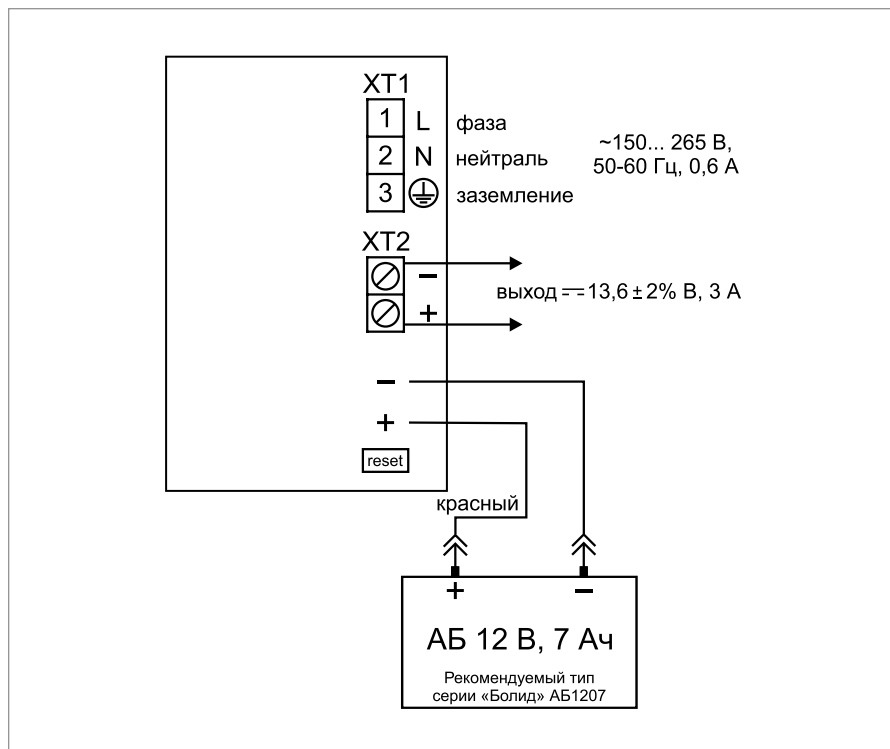 XT1
1 L фаза
2 N нейтраль
3 заземление
~150... 265 В,
50-60 Гц, 0,6 А
XT2
−
выход 13,6 ± 2% В, 3 А
+
−
+
reset
красный
+ −
АБ 12 В, 7 Ач
Рекомендуемый тип
серии «Болид» АБ1207